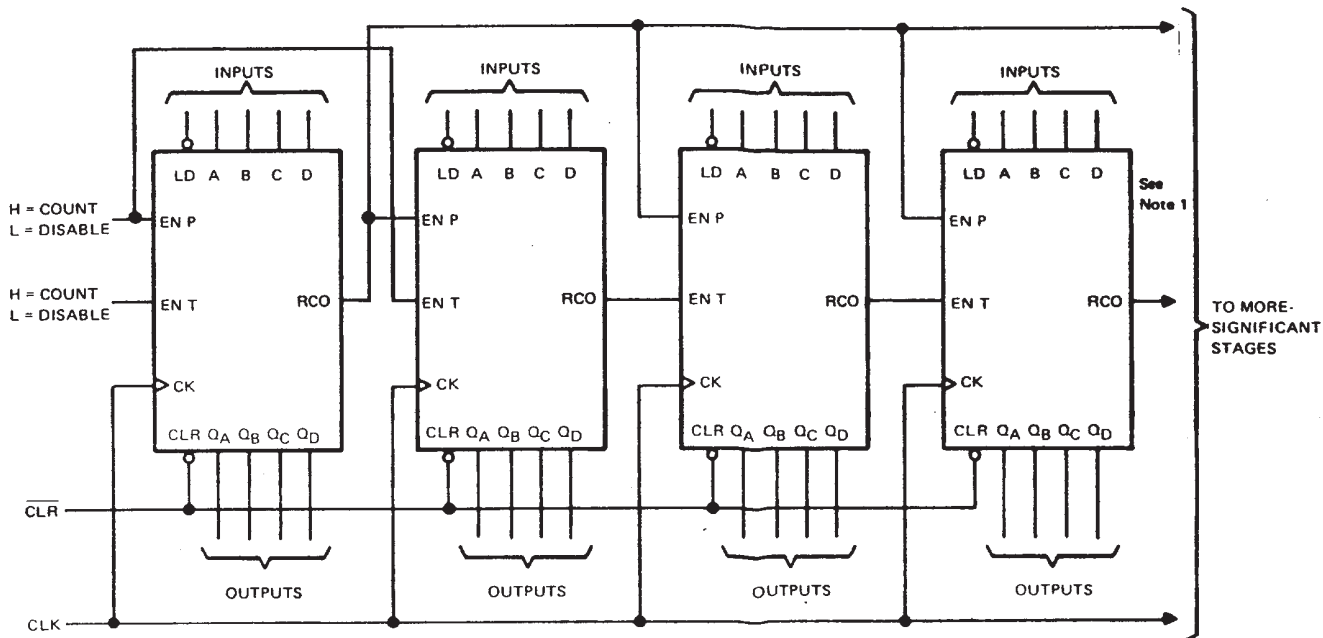 INPUTS INPUTS INPUTS INPUTS
LD A B C D LD A B C D LD A B C D LD A B C D
See
Note 1
H = COUNT
L = DISABLE
EN P EN P EN P EN P
H = COUNT
L = DISABLE
EN T RCO EN T RCO EN T RCO EN T RCO
TO MORE-
SIGNIFICANT
STAGES
CK CK CK CK
CLR QA QB QC QD CLR QA QB QC QD CLR QA QB QC QD CLR QA QB QC QD
CLR
OUTPUTS OUTPUTS OUTPUTS OUTPUTS
CLK